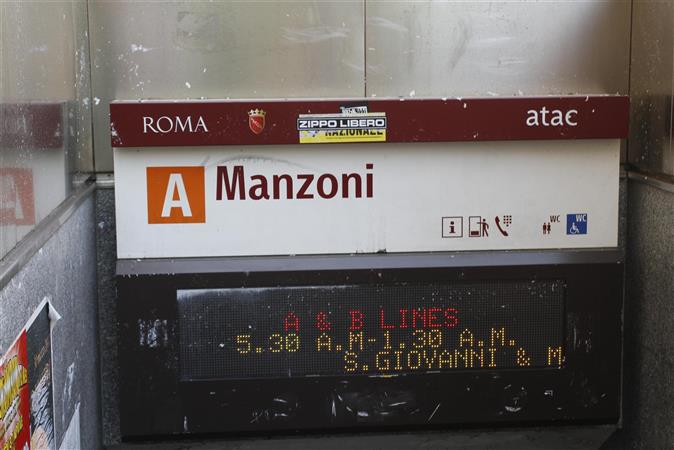 ROMA
ZIPPO LIBERO
NAZIONALE
atac
A Manzoni
i
WC
WC
A & B LINES
5.30 A.M-1.30 A.M.
S.GIOVANNI & M